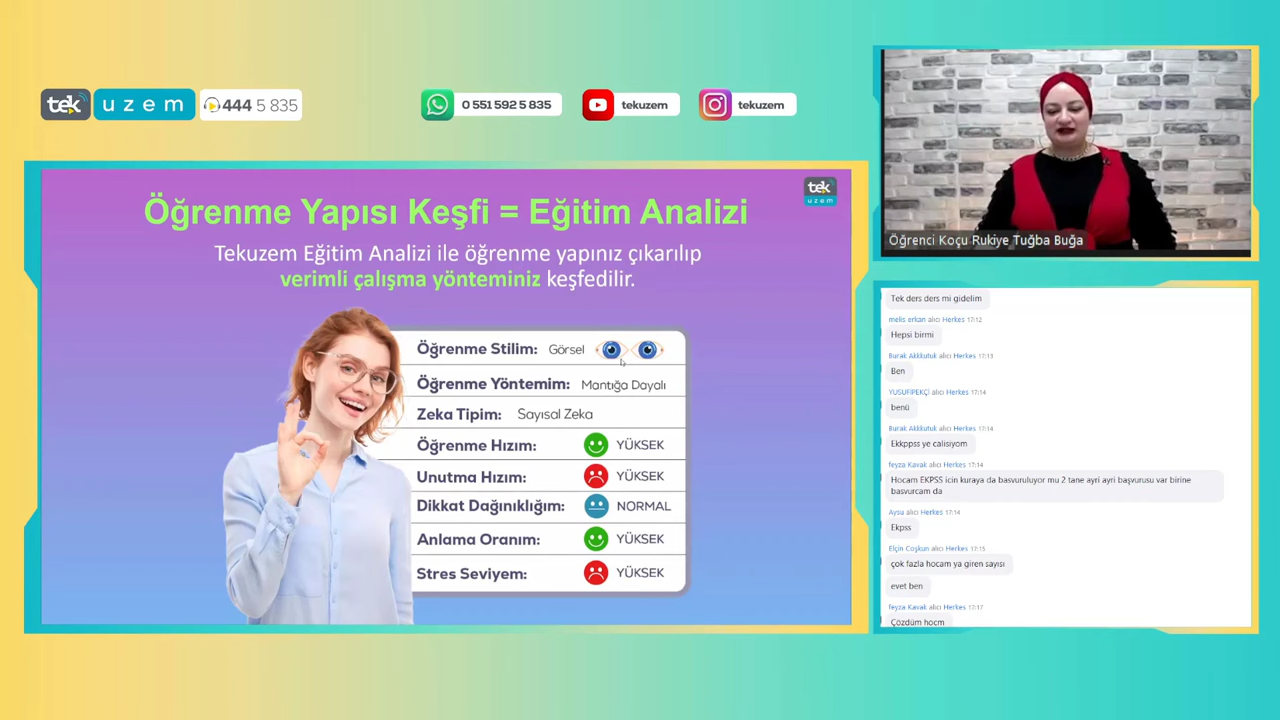 tek uzem 444 5 835
0 551 592 5 835
tekuzem
tekuzem
tek
uzem
Öğrenme Yapısı Keşfi = Eğitim Analizi
Tekuzem Eğitim Analizi ile öğrenme yapınız çıkarılıp
verimli çalışma yönteminiz keşfedilir.
Öğrenme Stilim: Görsel
Öğrenme Yöntemim: Mantığa Dayalı
Zeka Tipim: Sayısal Zeka
Öğrenme Hızım: YÜKSEK
Unutma Hızım: YÜKSEK
Dikkat Dağınıklığım: NORMAL
Anlama Oranım: YÜKSEK
Stres Seviyem: YÜKSEK
Öğrenci Koçu Rukiye Tuğba Buğa
Tek ders ders mi gidelim
melis erkan alıcı Herkes 17:12
Hepsi birmi
Burak Akkkutuk alıcı Herkes 17:13
Ben
YUSUFİPEKÇİ alıcı Herkes 17:14
benü
Burak Akkkutuk alıcı Herkes 17:14
Ekkppss ye calisıyom
feyza Kavak alıcı Herkes 17:14
Hocam EKPSS icin kuraya da basvuruluyor mu 2 tane ayri ayri başvurusu var birine
basvurcam da
Aysu alıcı Herkes 17:14
Ekpss
Elçin Coşkun alıcı Herkes 17:15
çok fazla hocam ya giren sayısı
evet ben
feyza Kavak alıcı Herkes 17:17
Çözdüm hocm